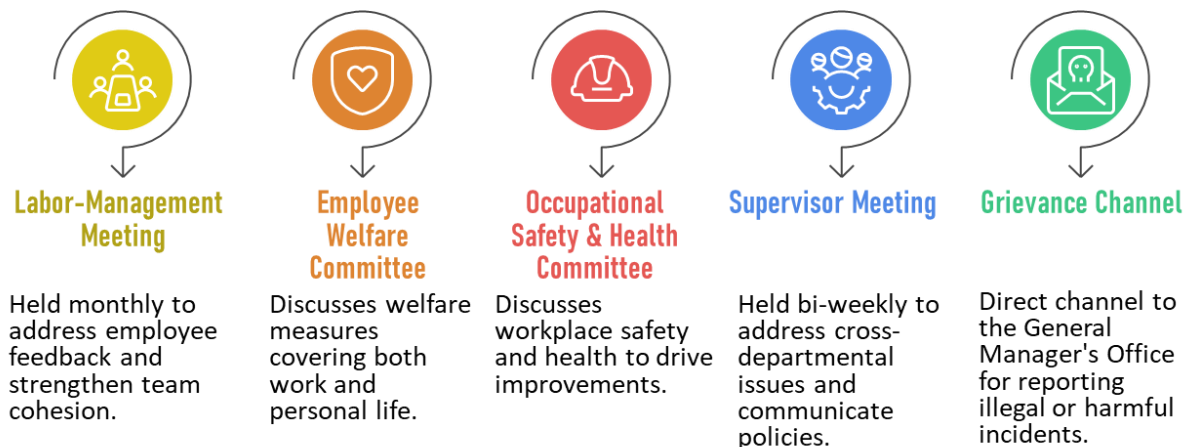 Labor-Management
Meeting
Held monthly to
address employee
feedback and
strengthen team
cohesion.
Employee
Welfare
Committee
Discusses welfare
measures
covering both
work and
personal life.
Occupational
Safety & Health
Committee
Discusses
workplace safety
and health to drive
improvements.
Supervisor Meeting
Held bi-weekly to
address cross-
departmental
issues and
communicate
policies.
Grievance Channel
Direct channel to
the General
Manager's Office
for reporting
illegal or harmful
incidents.